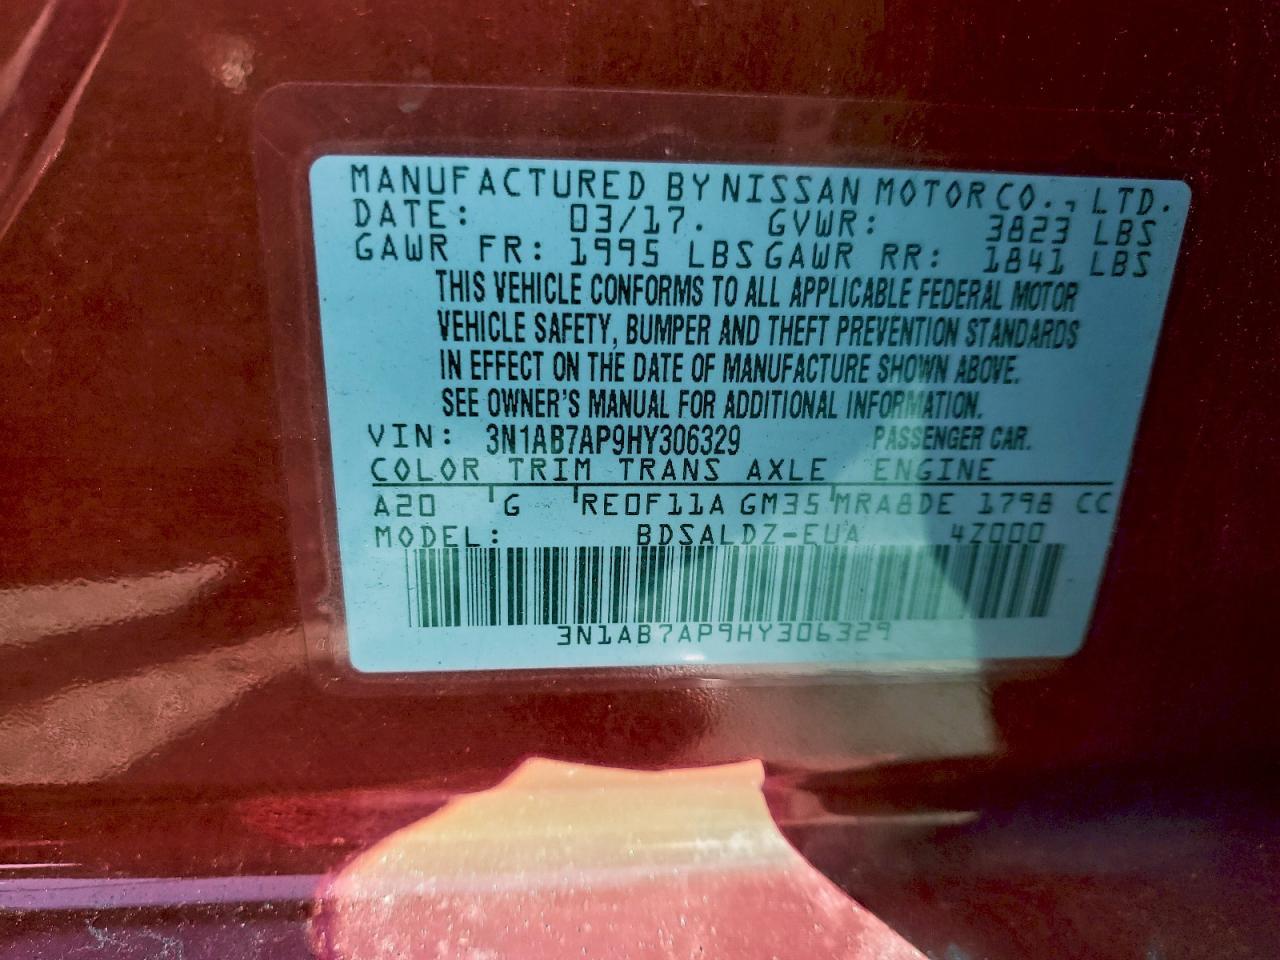 MANUFACTURED BY NISSAN MOTOR CO., LTD.
DATE: 03/17. GVWR: 3823 LBS
GAWR FR: 1995 LBS GAWR RR: 1841 LBS
THIS VEHICLE CONFORMS TO ALL APPLICABLE FEDERAL MOTOR
VEHICLE SAFETY, BUMPER AND THEFT PREVENTION STANDARDS
IN EFFECT ON THE DATE OF MANUFACTURE SHOWN ABOVE.
SEE OWNER'S MANUAL FOR ADDITIONAL INFORMATION.
VIN: 3N1AB7AP9HY306329 PASSENGER CAR.
COLOR TRIM TRANS AXLE ENGINE
A20 G RE0F11A GM35 MRA8DE 1798 CC
MODEL: BDSALDZ-EUA 4Z000
3N1AB7AP9HY306329